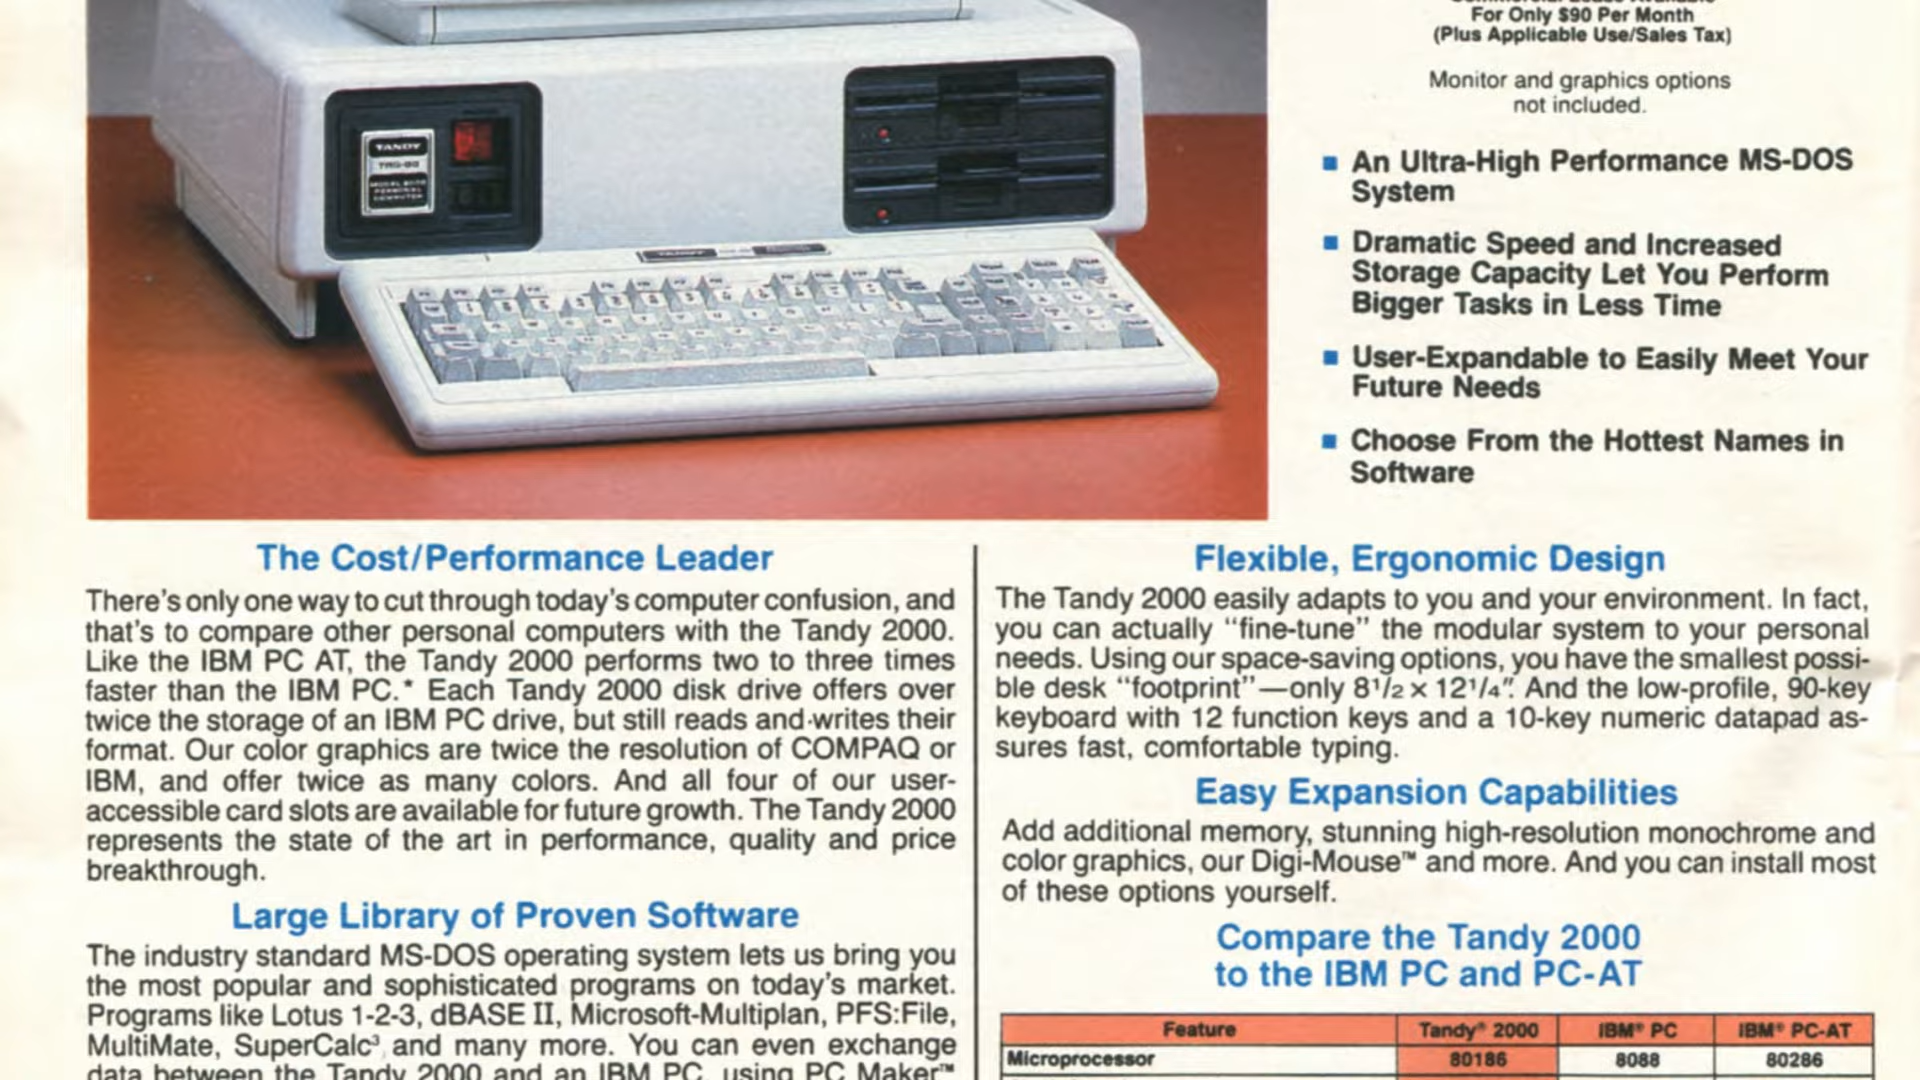 For Only $90 Per Month
(Plus Applicable Use/Sales Tax)
Monitor and graphics options
not included.
TANDY
TRS-80
PERSONAL
COMPUTER
■ An Ultra-High Performance MS-DOS
System
■ Dramatic Speed and Increased
Storage Capacity Let You Perform
Bigger Tasks in Less Time
■ User-Expandable to Easily Meet Your
Future Needs
■ Choose From the Hottest Names in
Software
The Cost/Performance Leader
There's only one way to cut through today's computer confusion, and
that's to compare other personal computers with the Tandy 2000.
Like the IBM PC AT, the Tandy 2000 performs two to three times
faster than the IBM PC.* Each Tandy 2000 disk drive offers over
twice the storage of an IBM PC drive, but still reads and writes their
format. Our color graphics are twice the resolution of COMPAQ or
IBM, and offer twice as many colors. And all four of our user-
accessible card slots are available for future growth. The Tandy 2000
represents the state of the art in performance, quality and price
breakthrough.
Large Library of Proven Software
The industry standard MS-DOS operating system lets us bring you
the most popular and sophisticated programs on today's market.
Programs like Lotus 1-2-3, dBASE II, Microsoft-Multiplan, PFS:File,
MultiMate, SuperCalc³, and many more. You can even exchange
data between the Tandy 2000 and an IBM PC, using PC Maker™
Flexible, Ergonomic Design
The Tandy 2000 easily adapts to you and your environment. In fact,
you can actually "fine-tune" the modular system to your personal
needs. Using our space-saving options, you have the smallest possi-
ble desk "footprint"—only 8¹/₂ × 12¹/₄". And the low-profile, 90-key
keyboard with 12 function keys and a 10-key numeric datapad as-
sures fast, comfortable typing.
Easy Expansion Capabilities
Add additional memory, stunning high-resolution monochrome and
color graphics, our Digi-Mouse™ and more. And you can install most
of these options yourself.
Compare the Tandy 2000
to the IBM PC and PC-AT
Feature Tandy® 2000 IBM® PC IBM® PC-AT
Microprocessor 80186 8088 80286